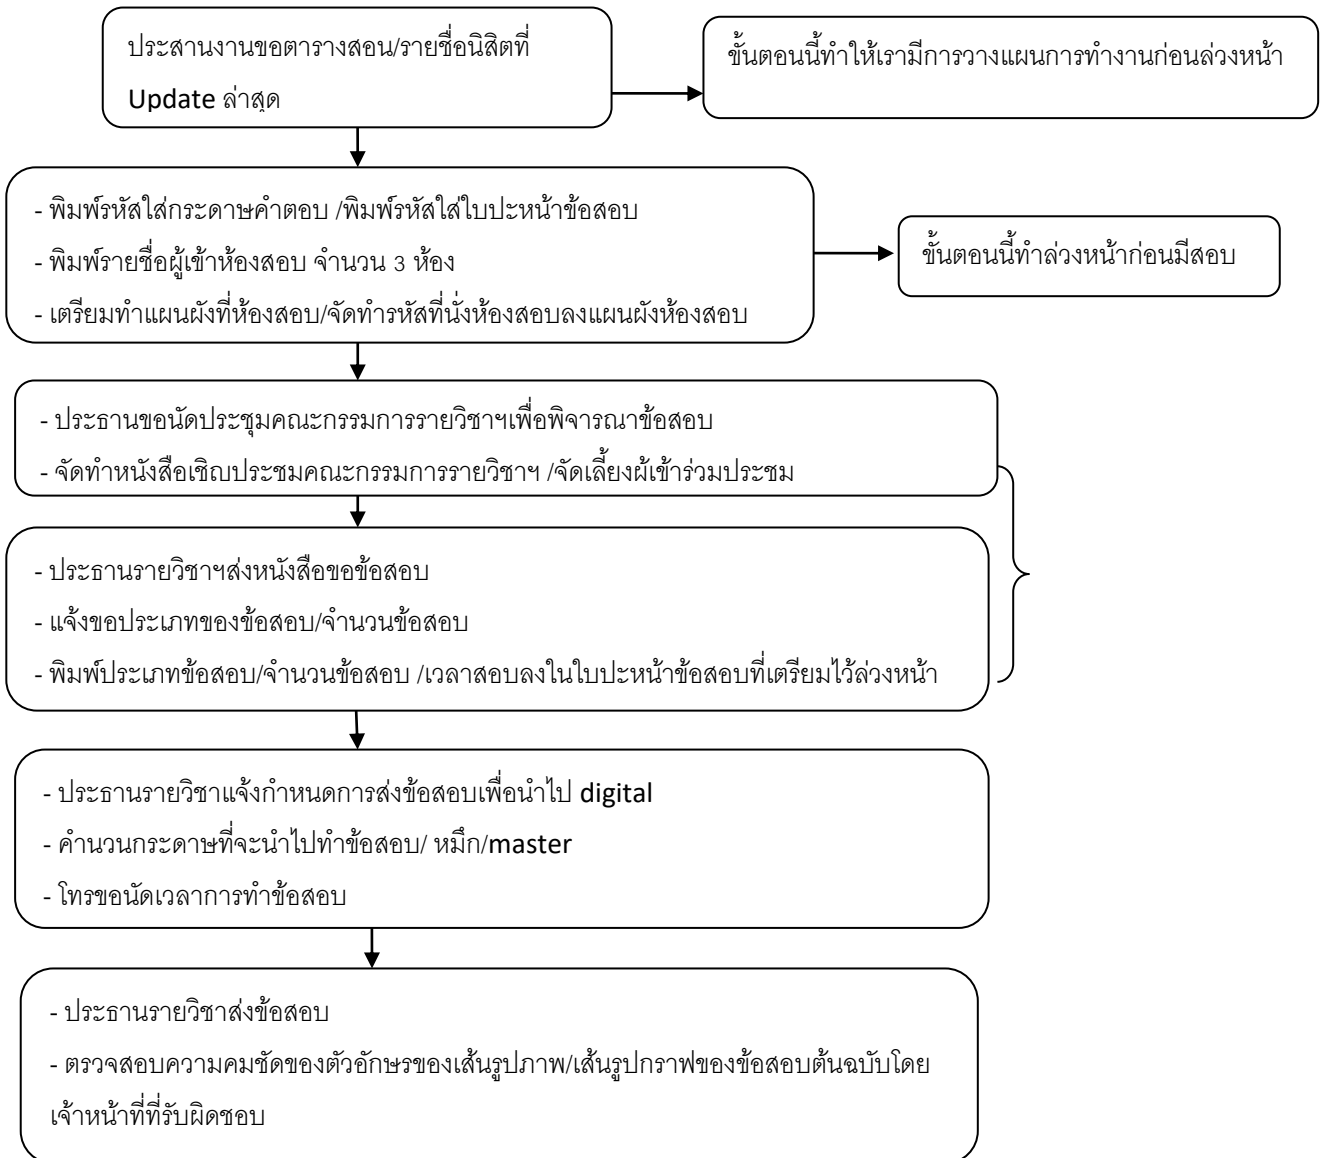 ประสานงานขอตารางสอน/รายชื่อนิสิตที่
Update ล่าสุด
ขั้นตอนนี้ทำให้เรามีการวางแผนการทำงานก่อนล่วงหน้า
- พิมพ์รหัสใส่กระดาษคำตอบ /พิมพ์รหัสใส่ใบปะหน้าข้อสอบ
- พิมพ์รายชื่อผู้เข้าห้องสอบ จำนวน 3 ห้อง
- เตรียมทำแผนผังที่ห้องสอบ/จัดทำรหัสที่นั่งห้องสอบลงแผนผังห้องสอบ
ขั้นตอนนี้ทำล่วงหน้าก่อนมีสอบ
- ประธานขอนัดประชุมคณะกรรมการรายวิชาฯเพื่อพิจารณาข้อสอบ
- จัดทำหนังสือเชิญประชุมคณะกรรมการรายวิชาฯ /จัดเลี้ยงผู้เข้าร่วมประชุม
- ประธานรายวิชาฯส่งหนังสือขอข้อสอบ
- แจ้งขอประเภทของข้อสอบ/จำนวนข้อสอบ
- พิมพ์ประเภทข้อสอบ/จำนวนข้อสอบ /เวลาสอบลงในใบปะหน้าข้อสอบที่เตรียมไว้ล่วงหน้า
- ประธานรายวิชาแจ้งกำหนดการส่งข้อสอบเพื่อนำไป digital
- คำนวนกระดาษที่จะนำไปทำข้อสอบ/ หมึก/master
- โทรขอนัดเวลาการทำข้อสอบ
- ประธานรายวิชาส่งข้อสอบ
- ตรวจสอบความคมชัดของตัวอักษรของเส้นรูปภาพ/เส้นรูปกราฟของข้อสอบต้นฉบับโดย
เจ้าหน้าที่ที่รับผิดชอบ